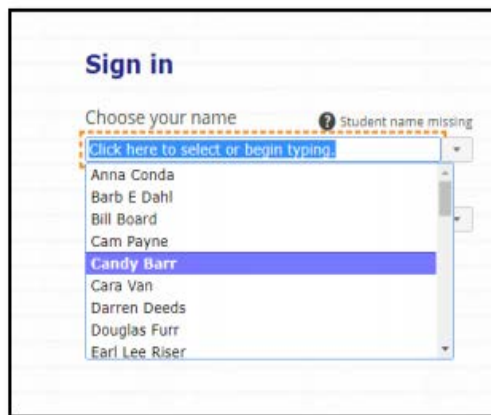 Sign in
Choose your name
? Student name missing
Click here to select or begin typing.
Anna Conda
Barb E Dahl
Bill Board
Cam Payne
Candy Barr
Cara Van
Darren Deeds
Douglas Furr
Earl Lee Riser